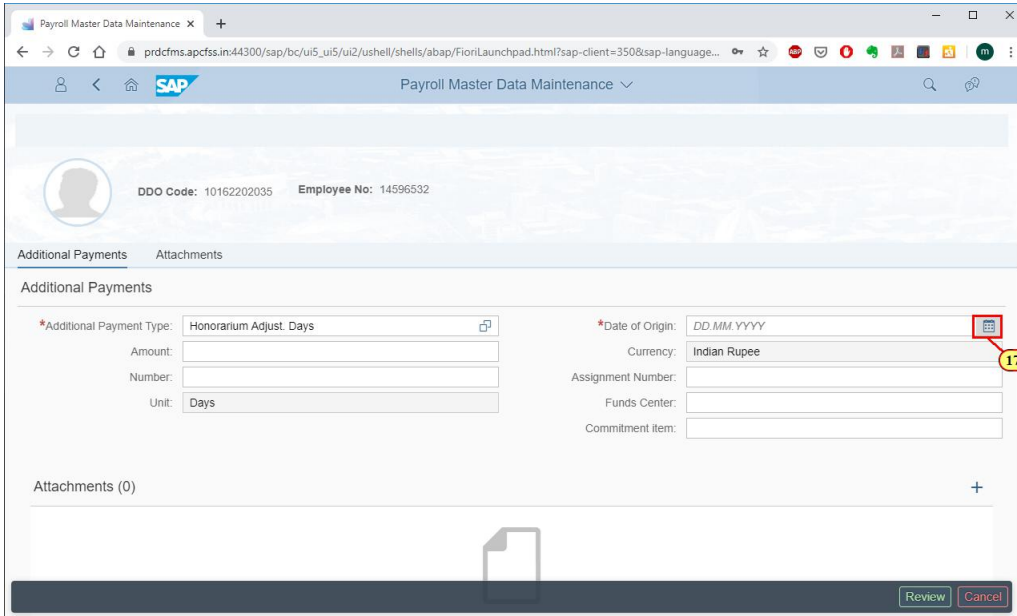 Payroll Master Data Maintenance
prdcfms.apcfss.in:44300/sap/bc/ui5_ui5/ui2/ushell/shells/abap/FioriLaunchpad.html?sap-client=350&sap-language...
ABP
m
SAP
Payroll Master Data Maintenance
DDO Code: 10162202035 Employee No: 14596532
Additional Payments Attachments
Additional Payments
*Additional Payment Type: Honorarium Adjust. Days *Date of Origin: DD.MM.YYYY
17
Amount: Currency: Indian Rupee
Number: Assignment Number:
Unit: Days Funds Center:
Commitment item:
Attachments (0)
Review Cancel